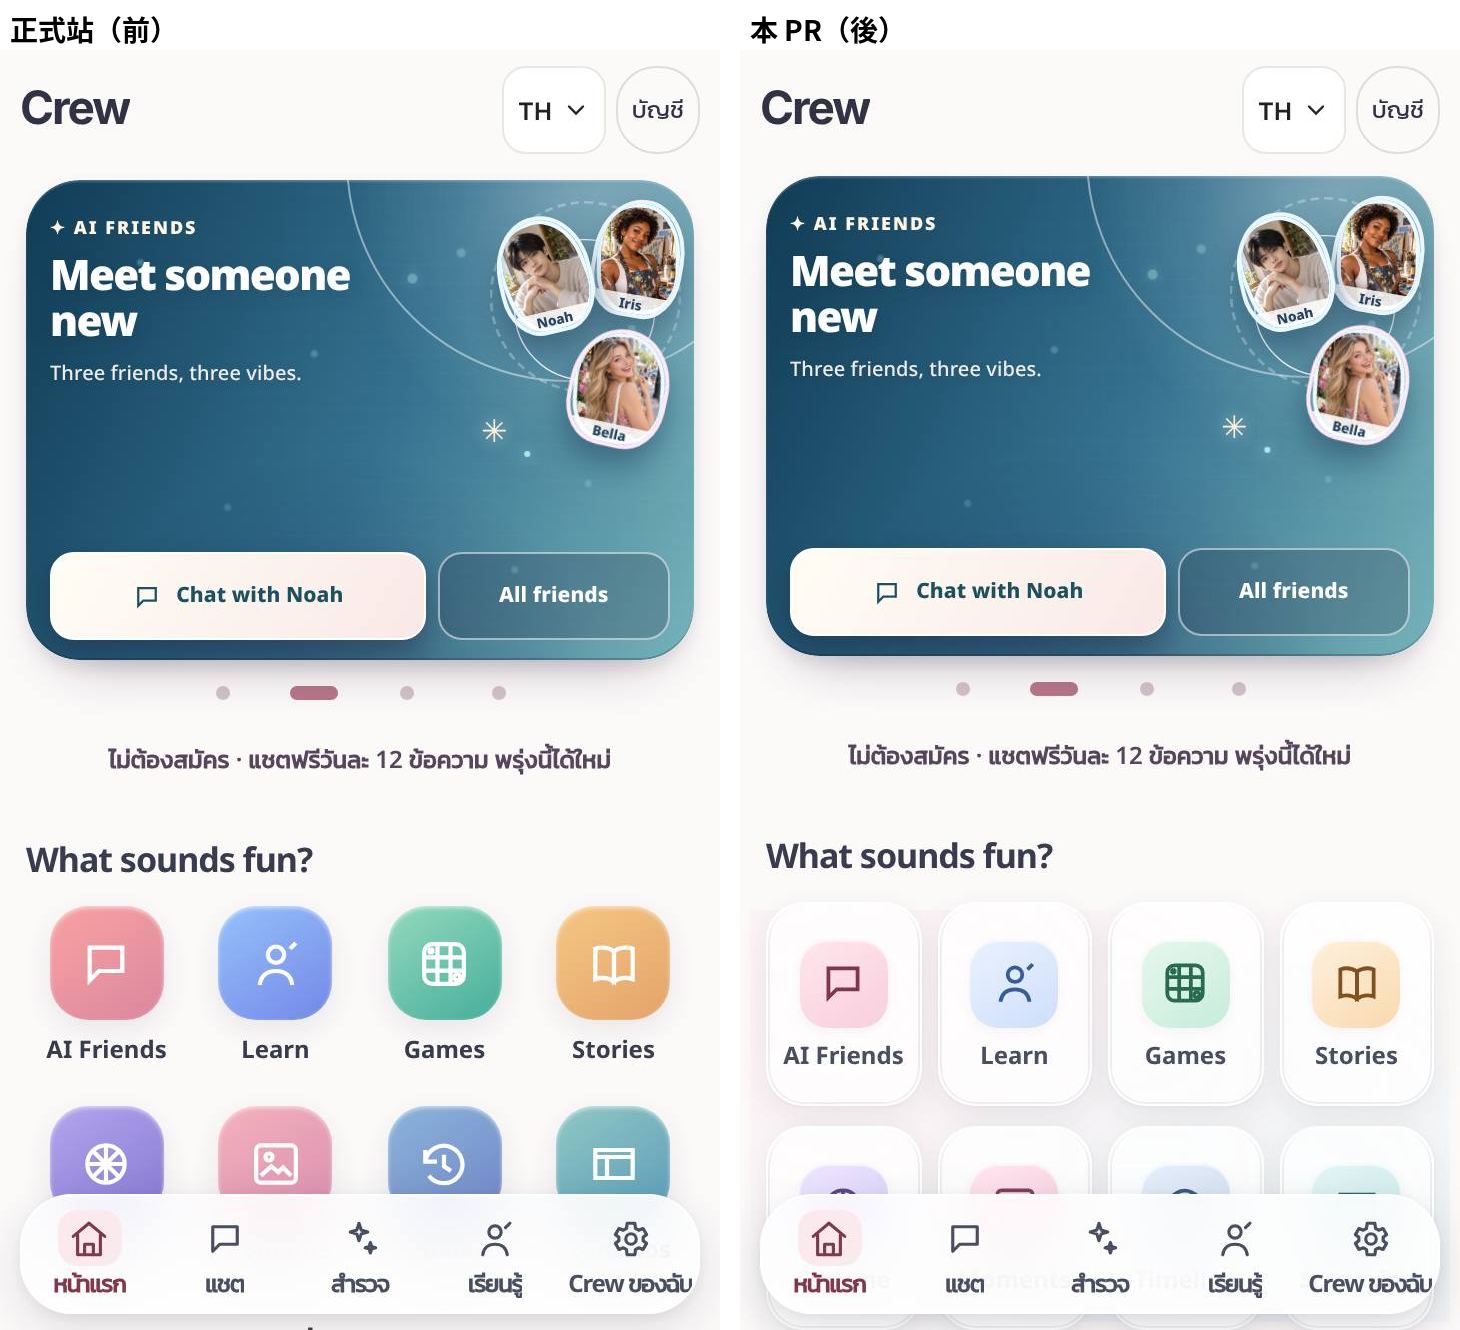 正式站（前）
Crew
TH
บัญชี
✦ AI FRIENDS
Meet someone
new
Three friends, three vibes.
Noah
Iris
Bella
Chat with Noah
All friends
ไม่ต้องสมัคร · แชตฟรีวันละ 12 ข้อความ พรุ่งนี้ได้ใหม่
What sounds fun?
AI Friends
Learn
Games
Stories
หน้าแรก
แชต
สำรวจ
เรียนรู้
Crew ของฉัน
本 PR（後）
Crew
TH
บัญชี
✦ AI FRIENDS
Meet someone
new
Three friends, three vibes.
Noah
Iris
Bella
Chat with Noah
All friends
ไม่ต้องสมัคร · แชตฟรีวันละ 12 ข้อความ พรุ่งนี้ได้ใหม่
What sounds fun?
AI Friends
Learn
Games
Stories
หน้าแรก
แชต
สำรวจ
เรียนรู้
Crew ของฉัน